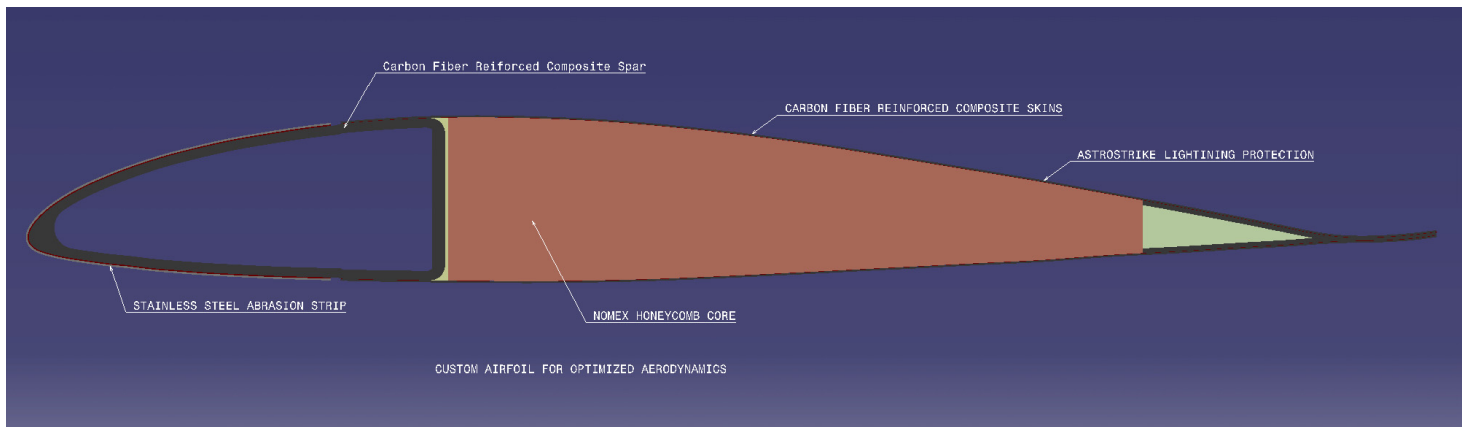 Carbon Fiber Reiforced Composite Spar
CARBON FIBER REINFORCED COMPOSITE SKINS
ASTROSTRIKE LIGHTINING PROTECTION
STAINLESS STEEL ABRASION STRIP
NOMEX HONEYCOMB CORE
CUSTOM AIRFOIL FOR OPTIMIZED AERODYNAMICS